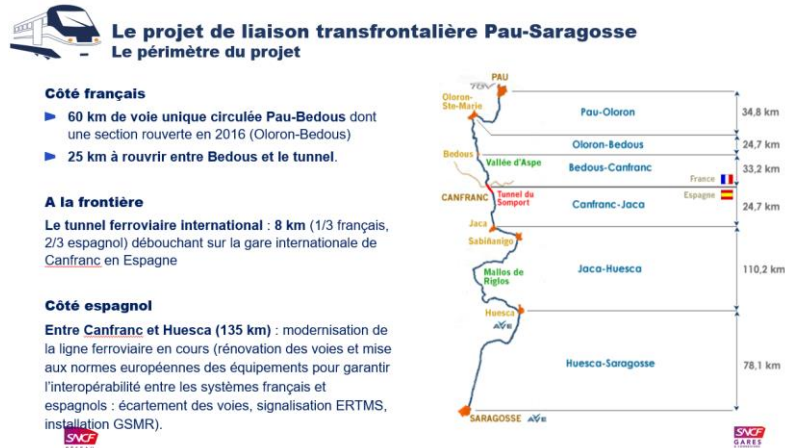 Le projet de liaison transfrontalière Pau-Saragosse
Le périmètre du projet
Côté français
60 km de voie unique circulée Pau-Bedous dont
une section rouverte en 2016 (Oloron-Bedous)
25 km à rouvrir entre Bedous et le tunnel.
A la frontière
Le tunnel ferroviaire international : 8 km (1/3 français,
2/3 espagnol) débouchant sur la gare internationale de
Canfranc en Espagne
Côté espagnol
Entre Canfranc et Huesca (135 km) : modernisation de
la ligne ferroviaire en cours (rénovation des voies et mise
aux normes européennes des équipements pour garantir
l'interopérabilité entre les systèmes français et
espagnols : écartement des voies, signalisation ERTMS,
installation GSMR).
SNCF
PAU
TGV
Oloron-
Ste-Marie
Pau-Oloron
34,8 km
Oloron-Bedous
24,7 km
Bedous
Vallée d'Aspe
Bedous-Canfranc
33,2 km
France
Espagne
CANFRANC
Tunnel du
Somport
Canfranc-Jaca
24,7 km
Jaca
Sabiñanigo
Mallos de
Riglos
Jaca-Huesca
110,2 km
Huesca
AVE
Huesca-Saragosse
78,1 km
SARAGOSSE AVE
SNCF
GARES